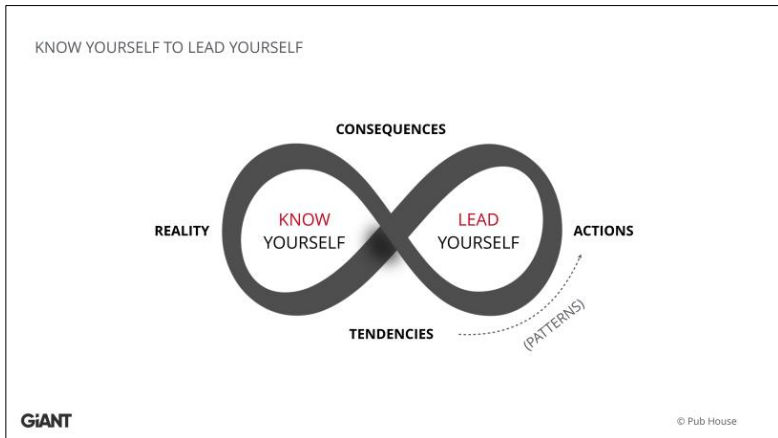 KNOW YOURSELF TO LEAD YOURSELF
CONSEQUENCES
REALITY
KNOW
YOURSELF
LEAD
YOURSELF
ACTIONS
TENDENCIES
(PATTERNS)
GiANT
© Pub House